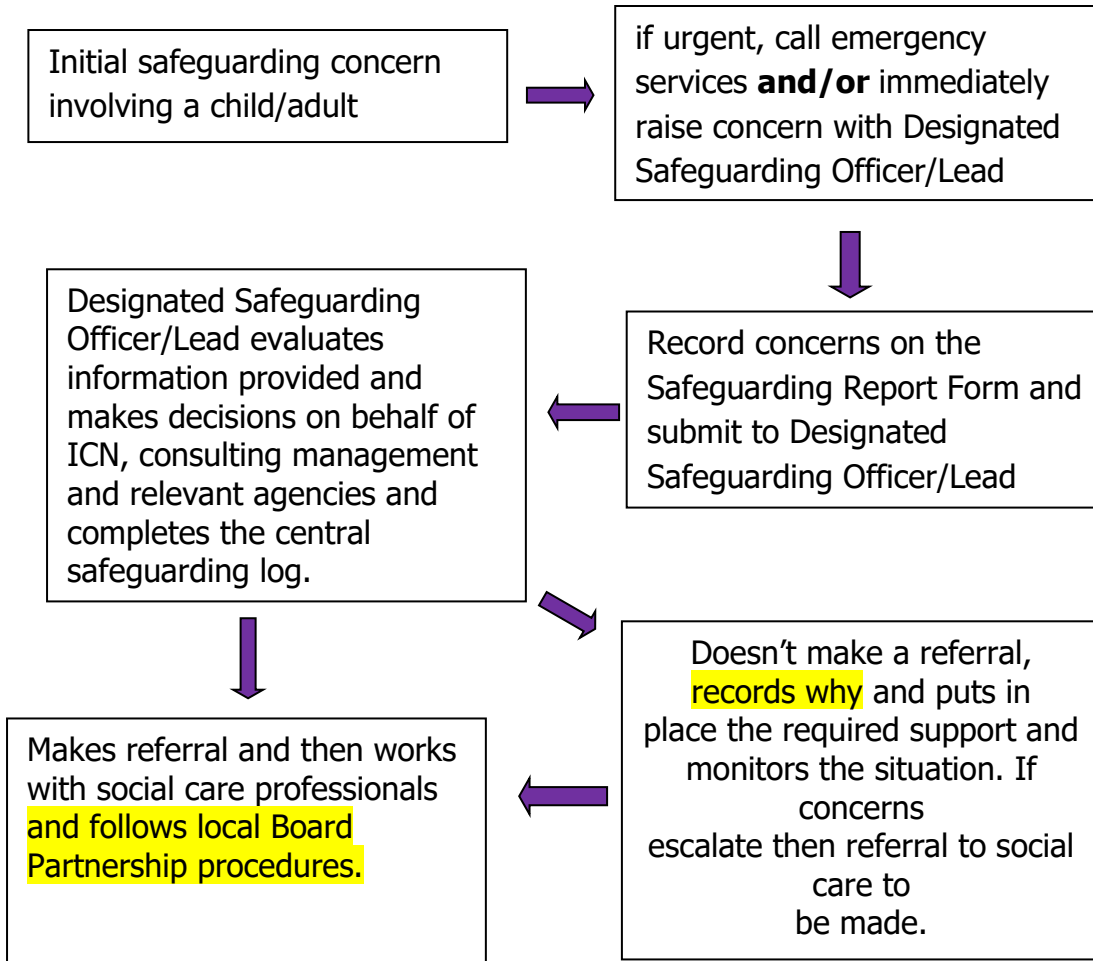 Initial safeguarding concern
involving a child/adult
if urgent, call emergency
services and/or immediately
raise concern with Designated
Safeguarding Officer/Lead
Record concerns on the
Safeguarding Report Form and
submit to Designated
Safeguarding Officer/Lead
Designated Safeguarding
Officer/Lead evaluates
information provided and
makes decisions on behalf of
ICN, consulting management
and relevant agencies and
completes the central
safeguarding log.
Doesn’t make a referral,
records why and puts in
place the required support and
monitors the situation. If
concerns
escalate then referral to social
care to
be made.
Makes referral and then works
with social care professionals
and follows local Board
Partnership procedures.